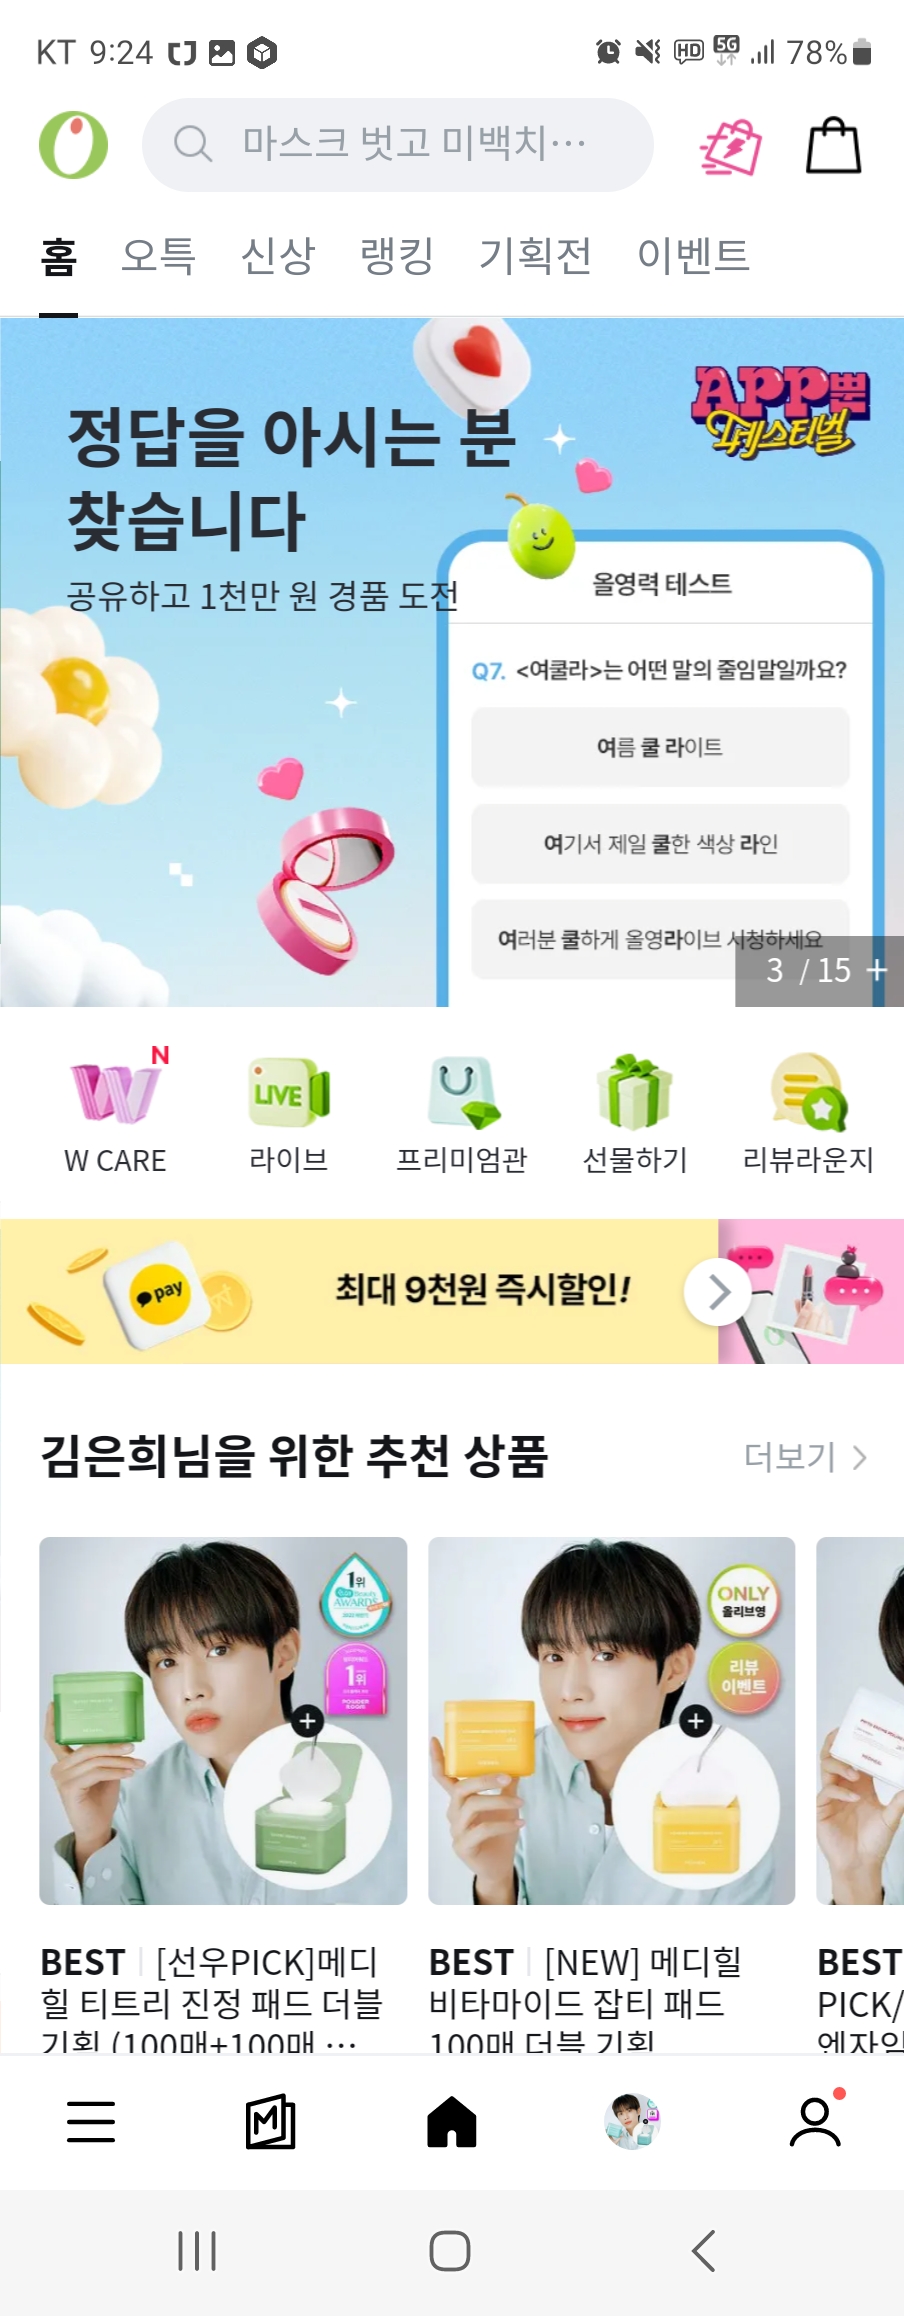 KT 9:24
HD 5G 78%
마스크 벗고 미백치…
홈 오특 신상 랭킹 기획전 이벤트
APP뿐
페스티벌
정답을 아시는 분
찾습니다
공유하고 1천만 원 경품 도전
올영력 테스트
Q7. <여쿨라>는 어떤 말의 줄임말일까요?
여름 쿨 라이트
여기서 제일 쿨한 색상 라인
여러분 쿨하게 올영라이브 시청하세요
3 / 15 +
N
W
LIVE
W CARE 라이브 프리미엄관 선물하기 리뷰라운지
pay 최대 9천원 즉시할인!
김은희님을 위한 추천 상품 더보기
1위
AWARDS
1위
POWDER ROOM
ONLY
올리브영
리뷰
이벤트
BEST [선우PICK]메디
힐 티트리 진정 패드 더블
기획 (100매+100매 …
BEST [NEW] 메디힐
비타마이드 잡티 패드
100매 더블 기획
BEST
PICK/
M